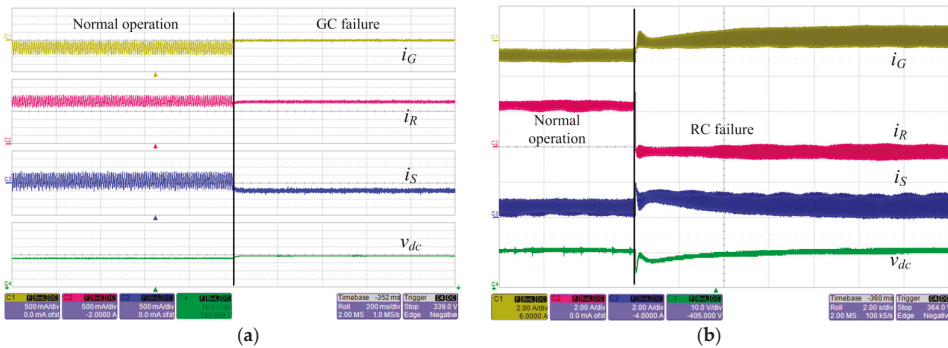 Normal operation
GC failure
i_G
i_R
i_S
v_dc
C1 500 mA/div 0.0 mA ofst
C2 500 mA/div -2.0000 A
C3 500 mA/div 0.0 mA ofst
C4
Timebase -352 ms
Roll 200 ms/div
2.00 MS 1.0 MS/s
Trigger C4 DC
Stop 339.0 V
Edge Negative
(a)
i_G
Normal operation
RC failure
i_R
i_S
v_dc
C1 2.00 A/div 6.0000 A
C2 2.00 A/div 0.0 mA ofst
C3 2.00 A/div -4.0000 A
C4 10.0 V/div -405.000 V
Timebase -360 ms
Roll 2.00 s/div
2.00 MS 100 kS/s
Trigger C4 DC
Stop 364.0 V
Edge Negative
(b)